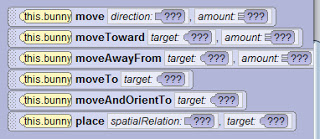 this.bunny move direction: ??? , amount: ???
this.bunny moveToward target: ??? , amount: ???
this.bunny moveAwayFrom target: ??? , amount: ???
this.bunny moveTo target: ???
this.bunny moveAndOrientTo target: ???
this.bunny place spatialRelation: ??? , target: ???